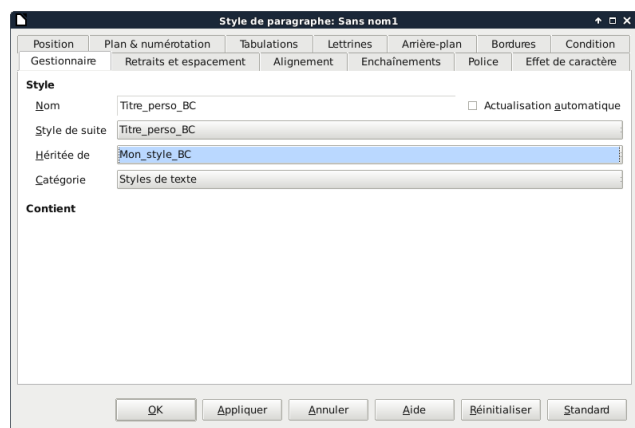 Style de paragraphe: Sans nom1
Position Plan & numérotation Tabulations Lettrines Arrière-plan Bordures Condition
Gestionnaire Retraits et espacement Alignement Enchaînements Police Effet de caractère
Style
Nom Titre_perso_BC Actualisation automatique
Style de suite Titre_perso_BC
Héritée de Mon_style_BC
Catégorie Styles de texte
Contient
OK Appliquer Annuler Aide Réinitialiser Standard